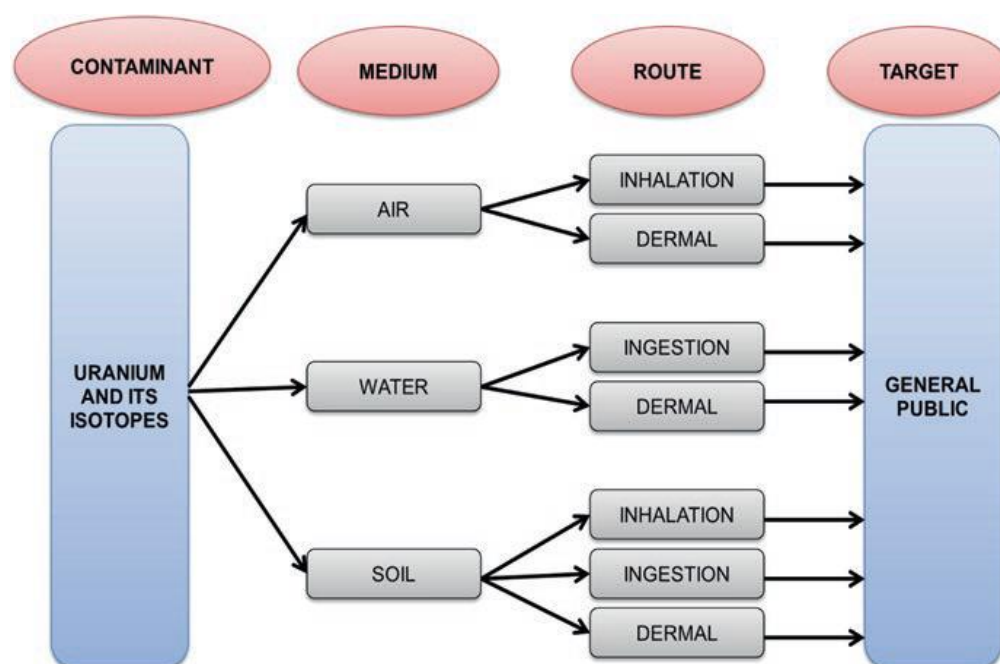 CONTAMINANT
MEDIUM
ROUTE
TARGET
URANIUM
AND ITS
ISOTOPES
AIR
INHALATION
DERMAL
WATER
INGESTION
DERMAL
SOIL
INHALATION
INGESTION
DERMAL
GENERAL
PUBLIC